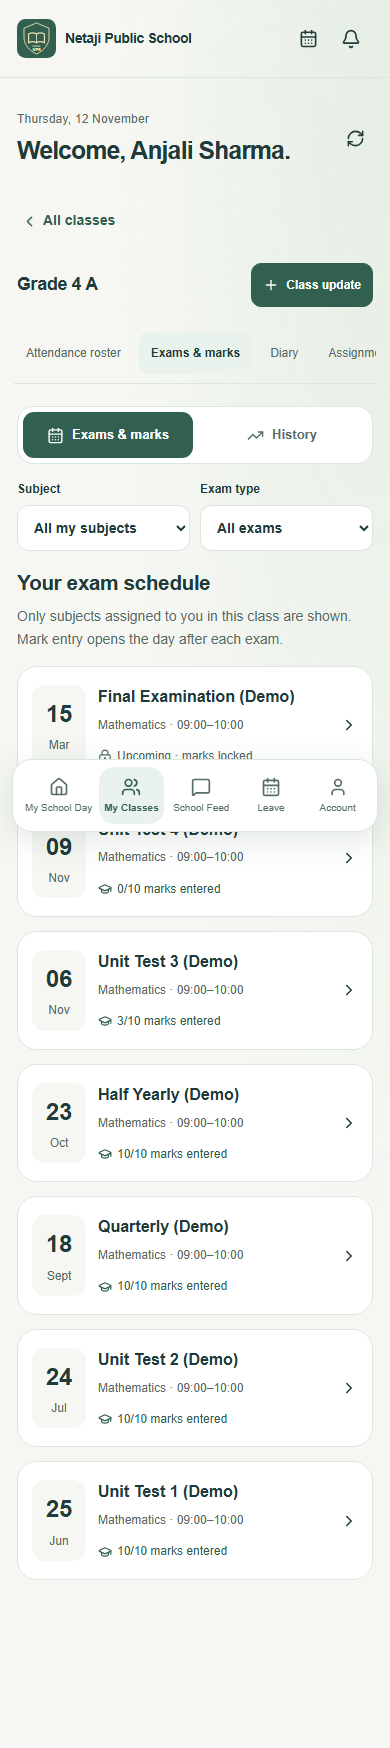 Netaji Public School
Thursday, 12 November
Welcome, Anjali Sharma.
All classes
Grade 4 A
Class update
Attendance roster
Exams & marks
Diary
Assignm
Exams & marks
History
Subject
Exam type
All my subjects
All exams
Your exam schedule
Only subjects assigned to you in this class are shown.
Mark entry opens the day after each exam.
15
Mar
Final Examination (Demo)
Mathematics · 09:00–10:00
Upcoming · marks locked
My School Day
My Classes
School Feed
Leave
Account
09
Nov
Unit Test 4 (Demo)
Mathematics · 09:00–10:00
0/10 marks entered
06
Nov
Unit Test 3 (Demo)
Mathematics · 09:00–10:00
3/10 marks entered
23
Oct
Half Yearly (Demo)
Mathematics · 09:00–10:00
10/10 marks entered
18
Sept
Quarterly (Demo)
Mathematics · 09:00–10:00
10/10 marks entered
24
Jul
Unit Test 2 (Demo)
Mathematics · 09:00–10:00
10/10 marks entered
25
Jun
Unit Test 1 (Demo)
Mathematics · 09:00–10:00
10/10 marks entered